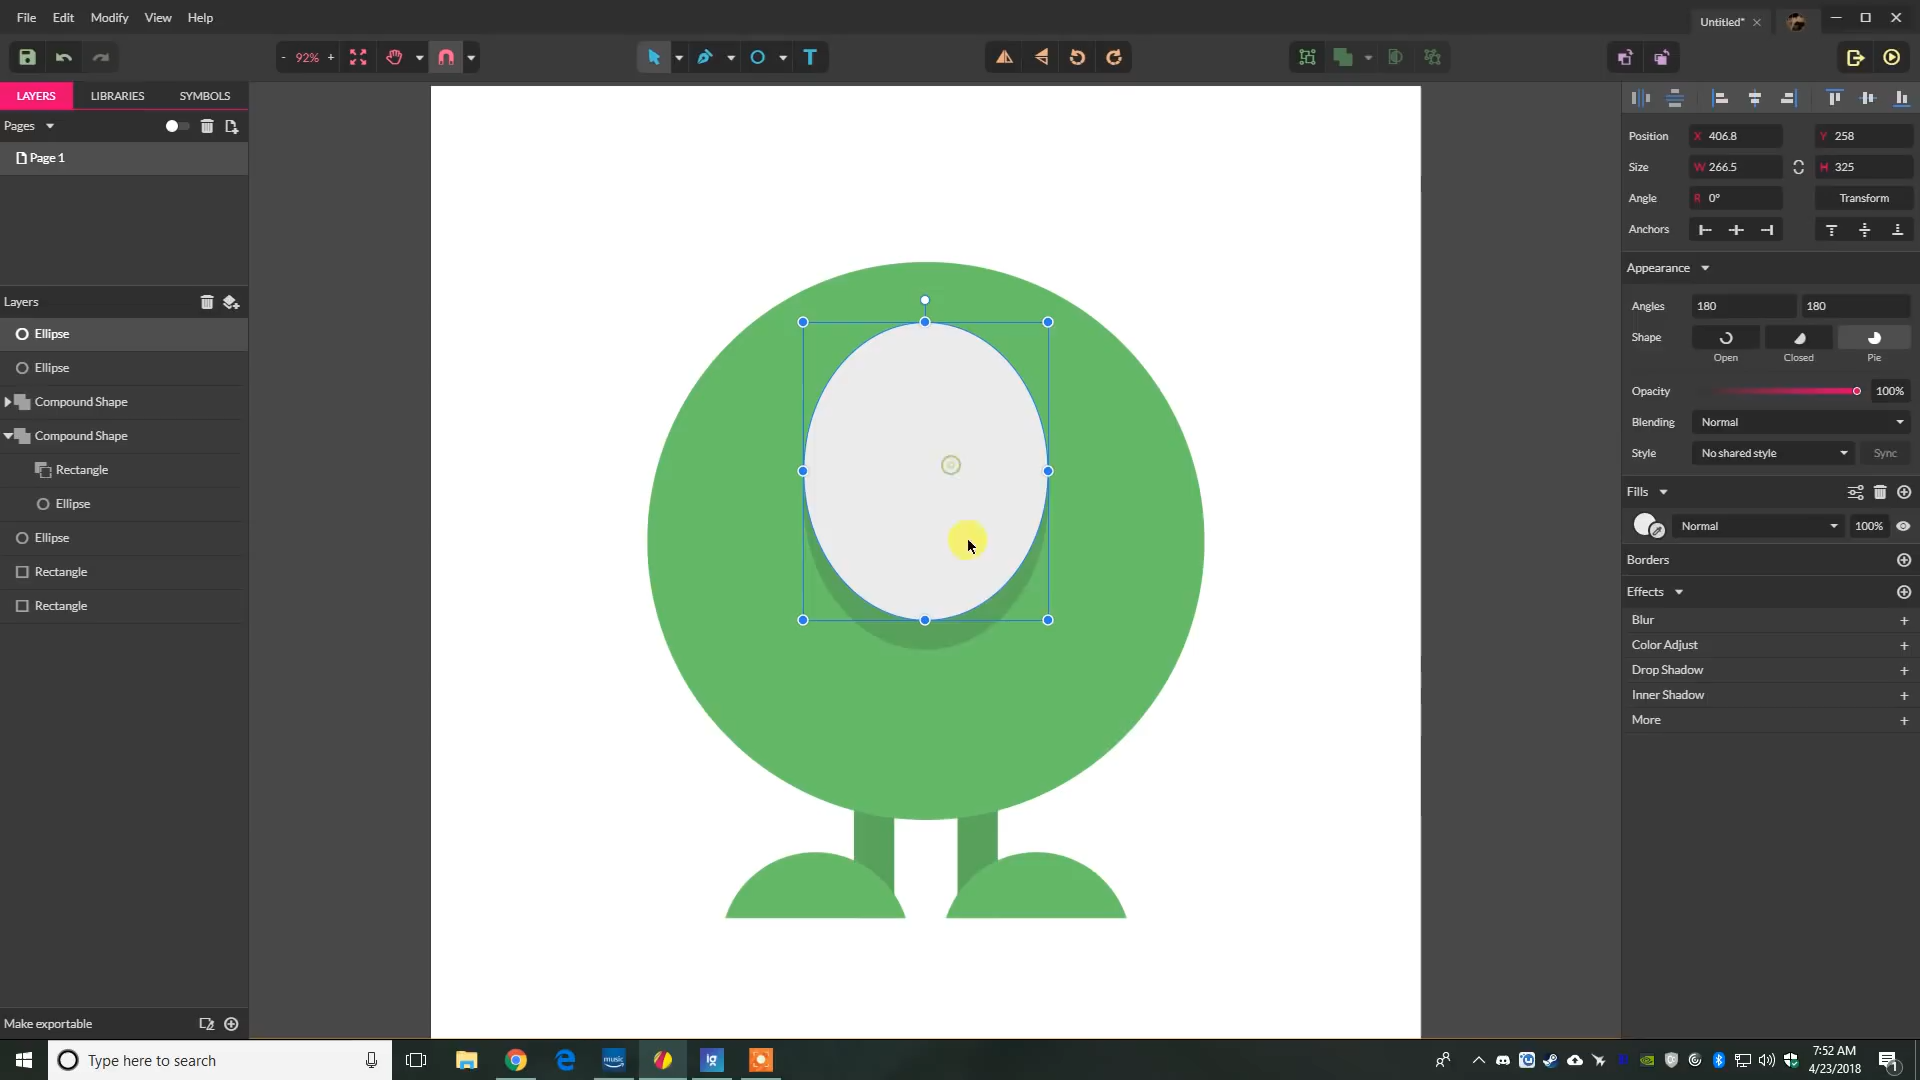 File Edit Modify View Help
Untitled*
- 92% +
T
LAYERS LIBRARIES SYMBOLS
Pages
Page 1
Layers
Ellipse
Ellipse
Compound Shape
Compound Shape
Rectangle
Ellipse
Ellipse
Rectangle
Rectangle
Make exportable
Position X 406.8 Y 258
Size W 266.5 H 325
Angle R 0° Transform
Anchors
Appearance
Angles 180 180
Shape
Open Closed Pie
Opacity 100%
Blending Normal
Style No shared style Sync
Fills
Normal 100%
Borders
Effects
Blur +
Color Adjust +
Drop Shadow +
Inner Shadow +
More +
Type here to search
music
ig
7:52 AM
4/23/2018
1